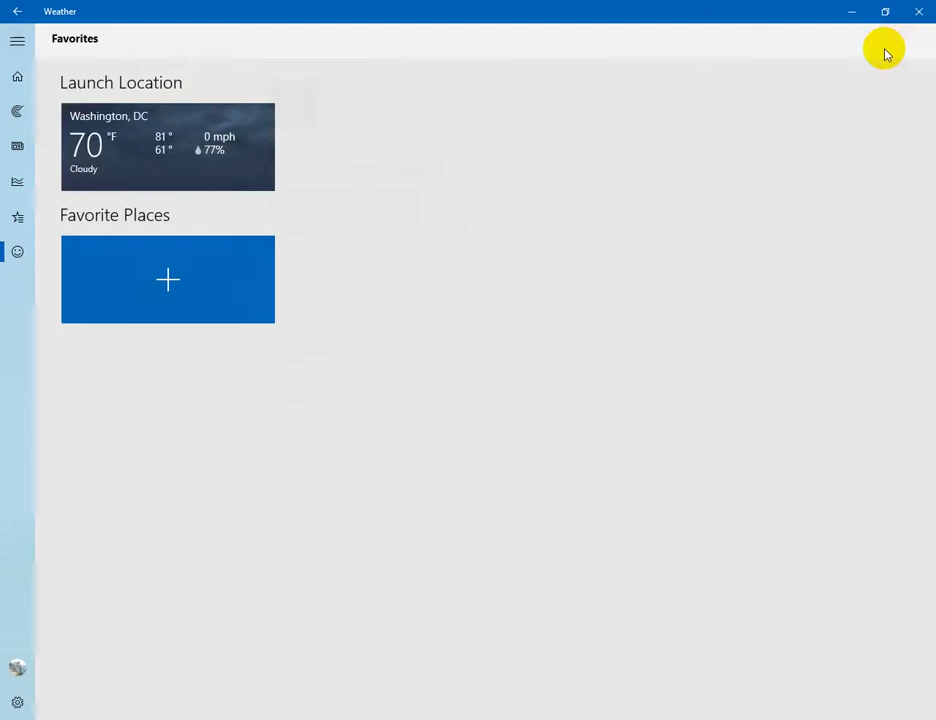 Weather
Favorites
Launch Location
Washington, DC
70 °F 81 ° 0 mph
61 ° 77%
Cloudy
Favorite Places